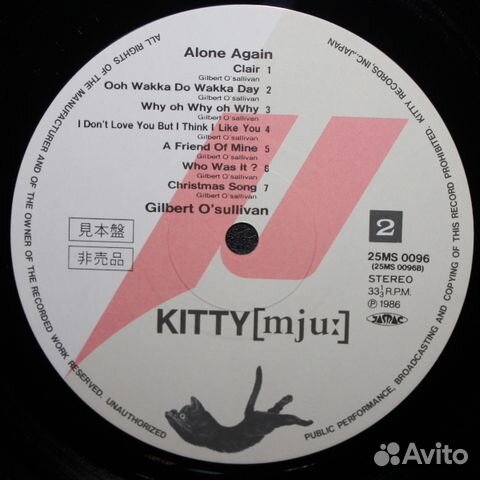 Alone Again
Clair 1
Gilbert O'sullivan
Ooh Wakka Do Wakka Day 2
Gilbert O'sullivan
Why oh Why oh Why 3
Gilbert O'sullivan
I Don't Love You But I Think I Like You 4
Gilbert O'sullivan
A Friend Of Mine 5
Gilbert O'sullivan
Who Was It? 6
Gilbert O'sullivan
Christmas Song 7
Gilbert O'sullivan
Gilbert O'sullivan
見本盤
非売品
2
25MS 0096
(25MS 0096B)
STEREO
33 1/3 R.P.M.
Ⓟ 1986
JASRAC
KITTY[mju:]
ALL RIGHTS OF THE MANUFACTURER AND OF THE OWNER OF THE RECORDED WORK RESERVED. UNAUTHORIZED PUBLIC PERFORMANCE, BROADCASTING AND COPYING OF THIS RECORD PROHIBITED. KITTY RECORDS INC., JAPAN
Avito